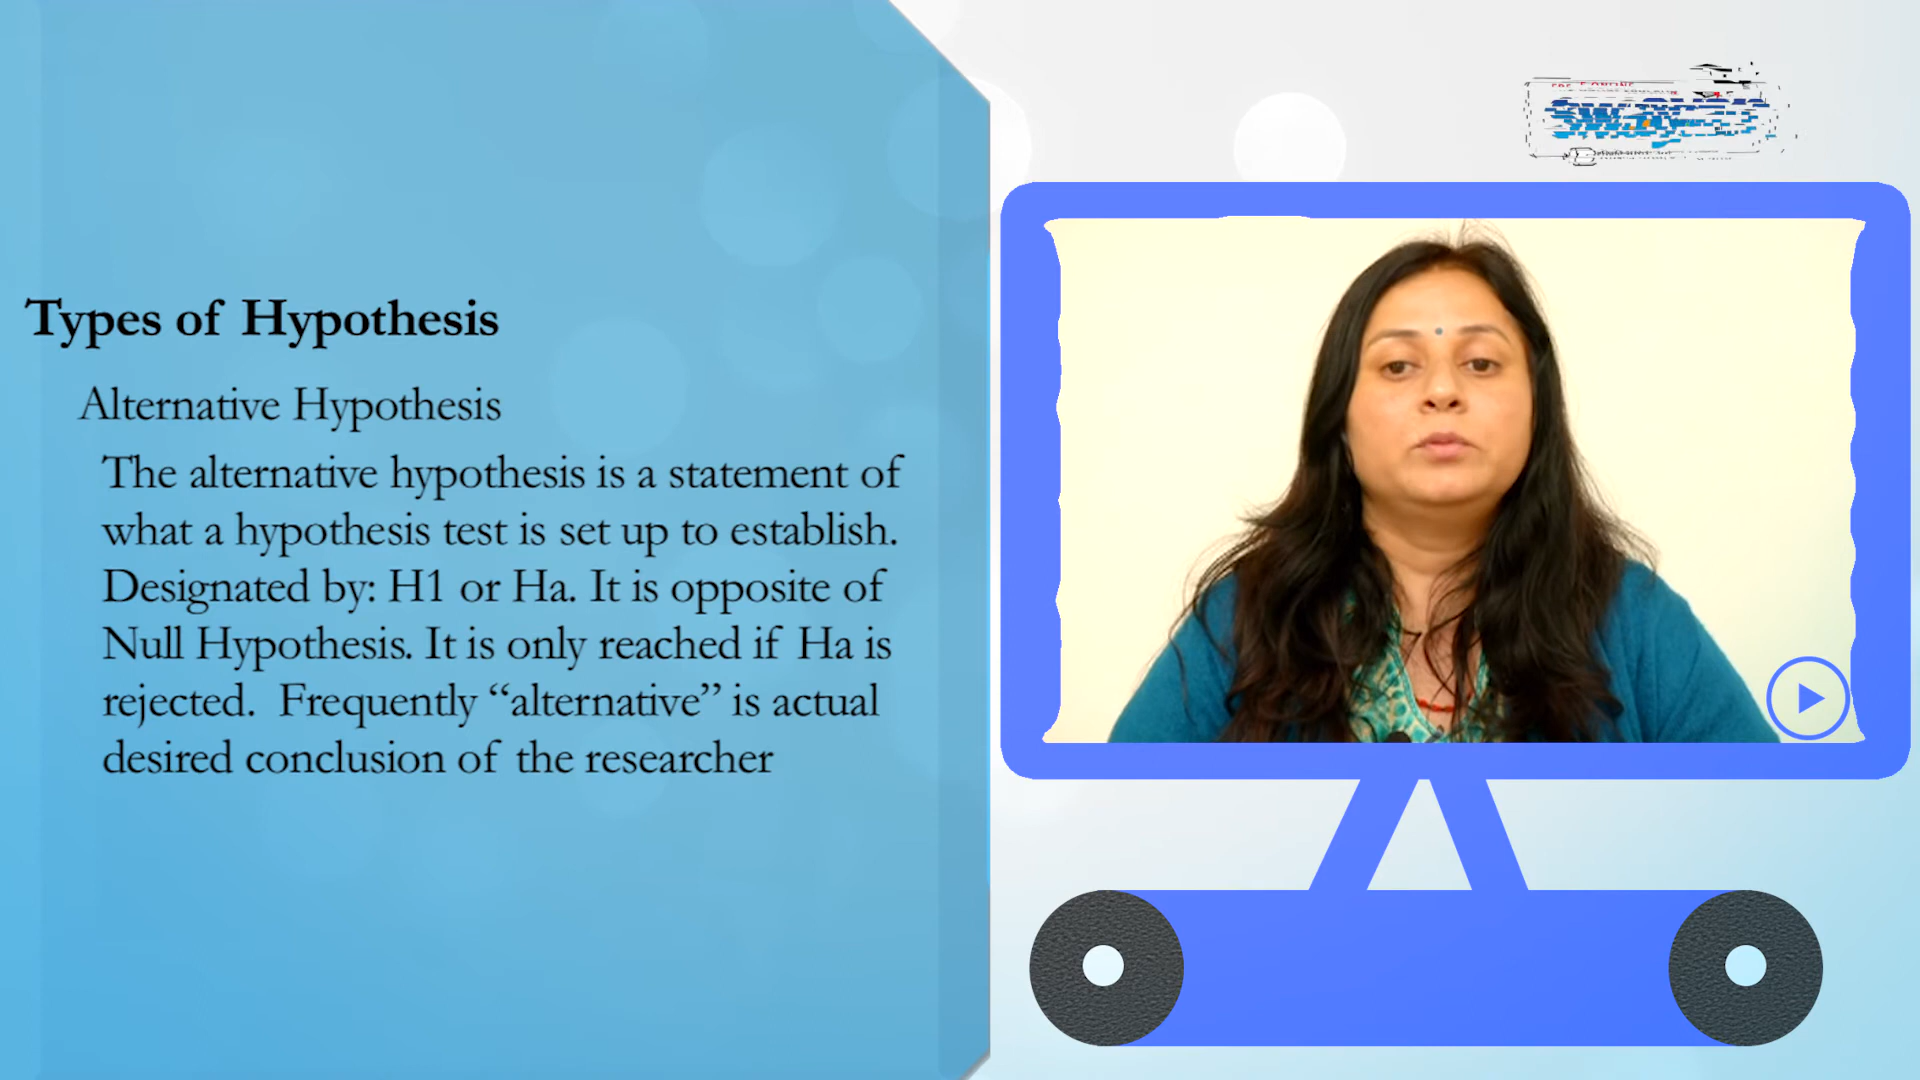 Types of Hypothesis
Alternative Hypothesis
The alternative hypothesis is a statement of
what a hypothesis test is set up to establish.
Designated by: H1 or Ha. It is opposite of
Null Hypothesis. It is only reached if Ha is
rejected. Frequently “alternative” is actual
desired conclusion of the researcher